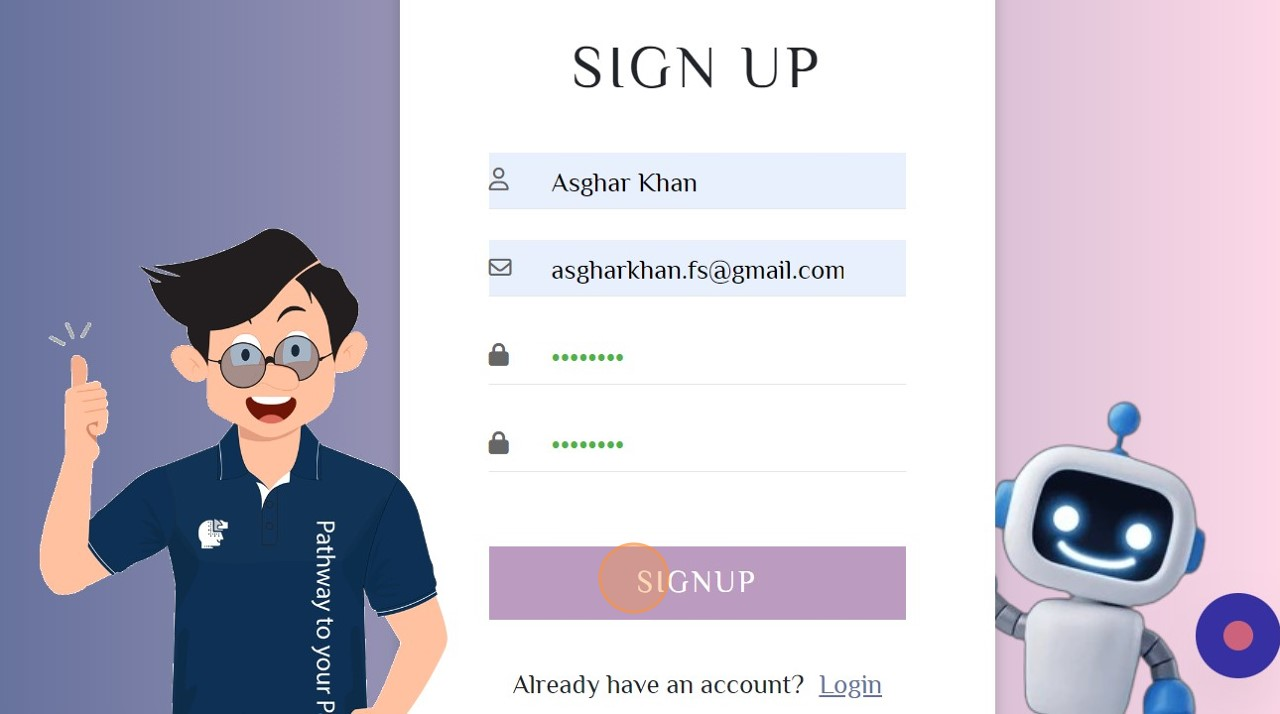 SIGN UP
Asghar Khan
asgharkhan.fs@gmail.com
••••••••
••••••••
SIGNUP
Already have an account? Login
Pathway to your P